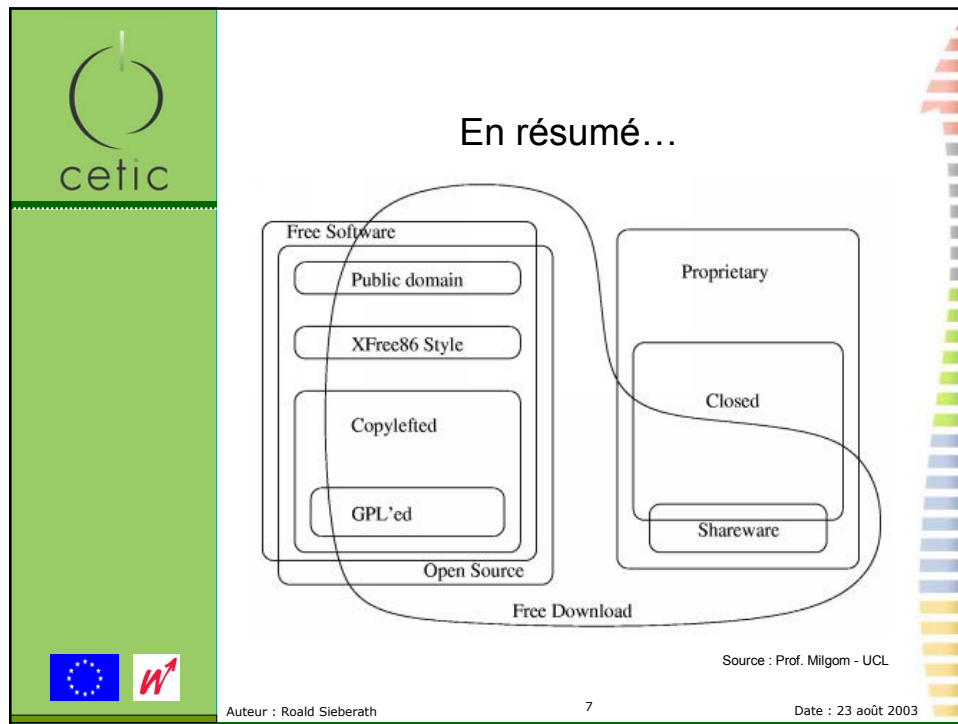 cetic
En résumé…
Free Software
Public domain
XFree86 Style
Copylefted
GPL'ed
Open Source
Proprietary
Closed
Shareware
Free Download
Source : Prof. Milgom - UCL
W
Auteur : Roald Sieberath
7
Date : 23 août 2003